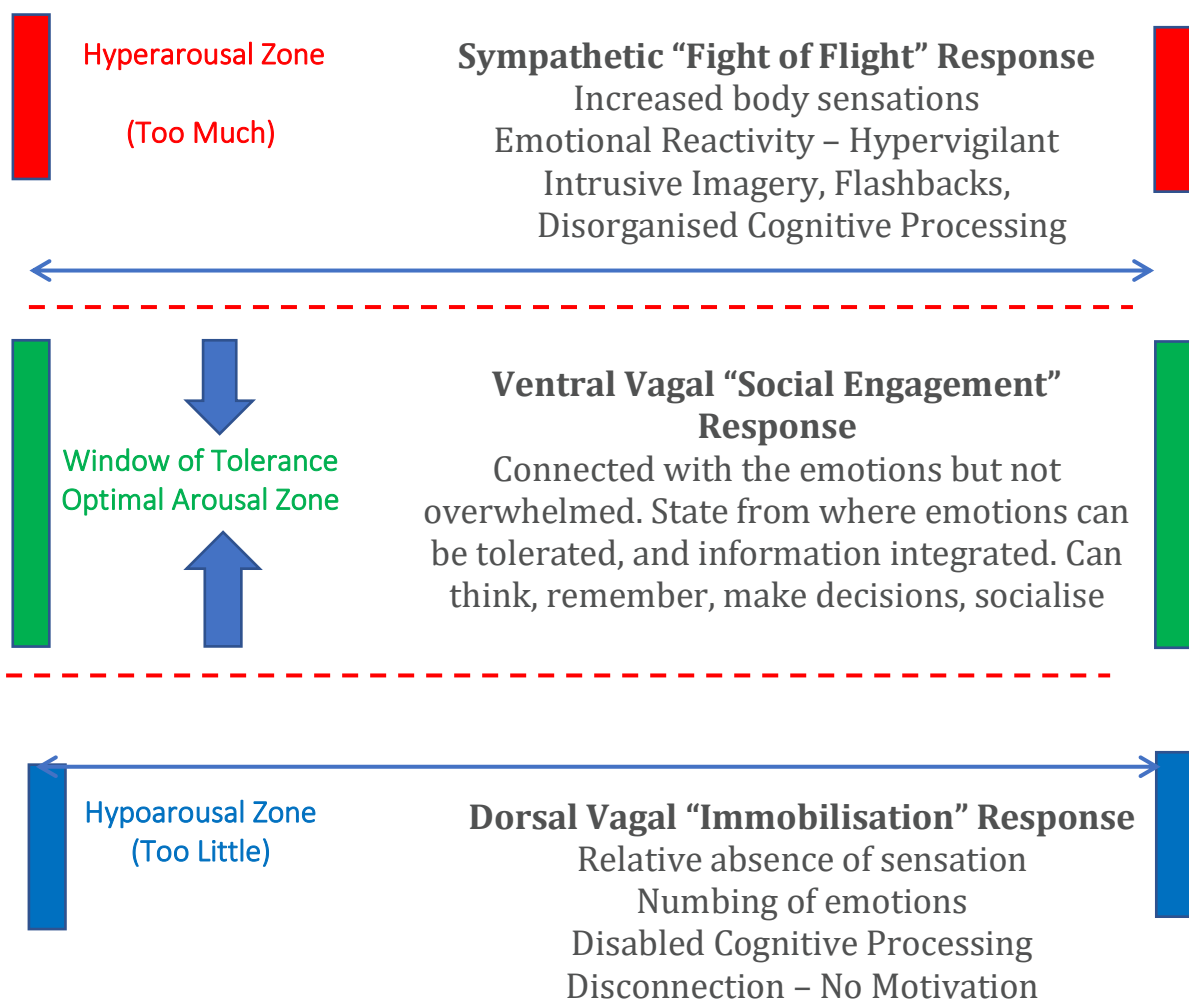 Hyperarousal Zone
(Too Much)
Sympathetic “Fight of Flight” Response
Increased body sensations
Emotional Reactivity – Hypervigilant
Intrusive Imagery, Flashbacks,
Disorganised Cognitive Processing
Window of Tolerance
Optimal Arousal Zone
Ventral Vagal “Social Engagement”
Response
Connected with the emotions but not
overwhelmed. State from where emotions can
be tolerated, and information integrated. Can
think, remember, make decisions, socialise
Hypoarousal Zone
(Too Little)
Dorsal Vagal “Immobilisation” Response
Relative absence of sensation
Numbing of emotions
Disabled Cognitive Processing
Disconnection – No Motivation